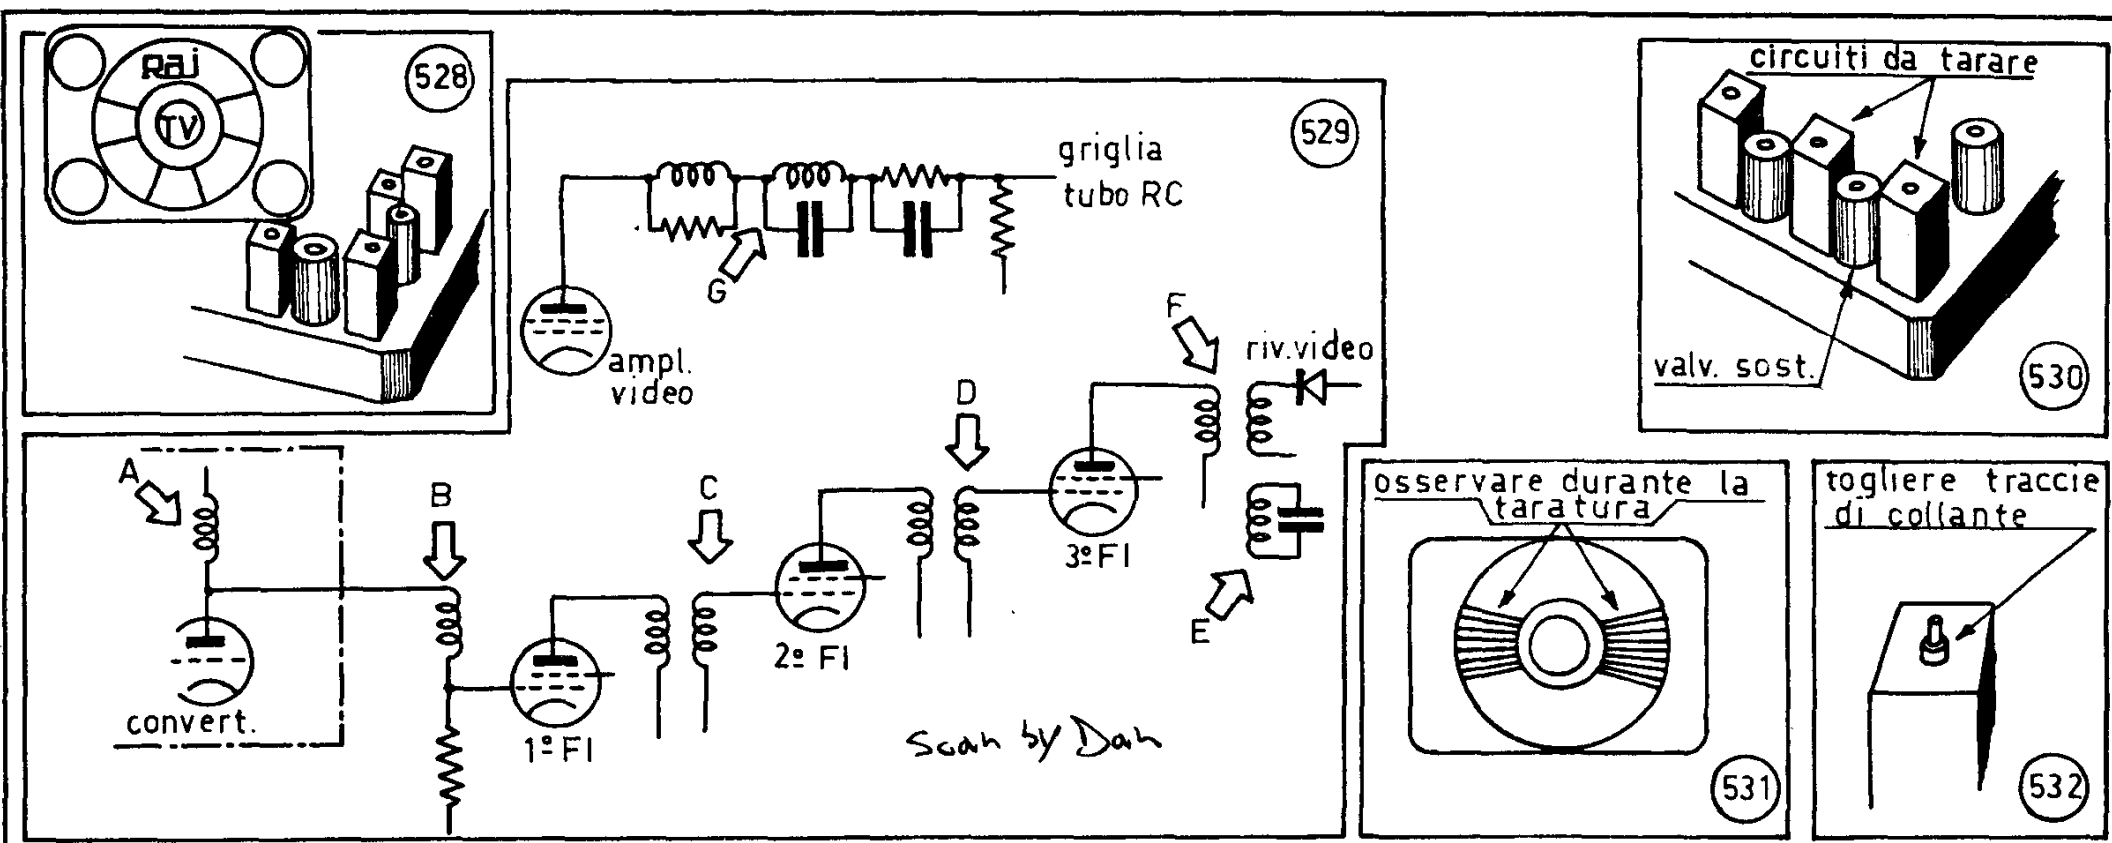 Rai
TV
528
529
griglia
tubo RC
G
ampl.
video
F
riv.video
D
A
B
C
3º FI
2º FI
E
convert.
1º FI
Scan by Dan
circuiti da tarare
valv. sost.
530
osservare durante la
taratura
531
togliere traccie
di collante
532